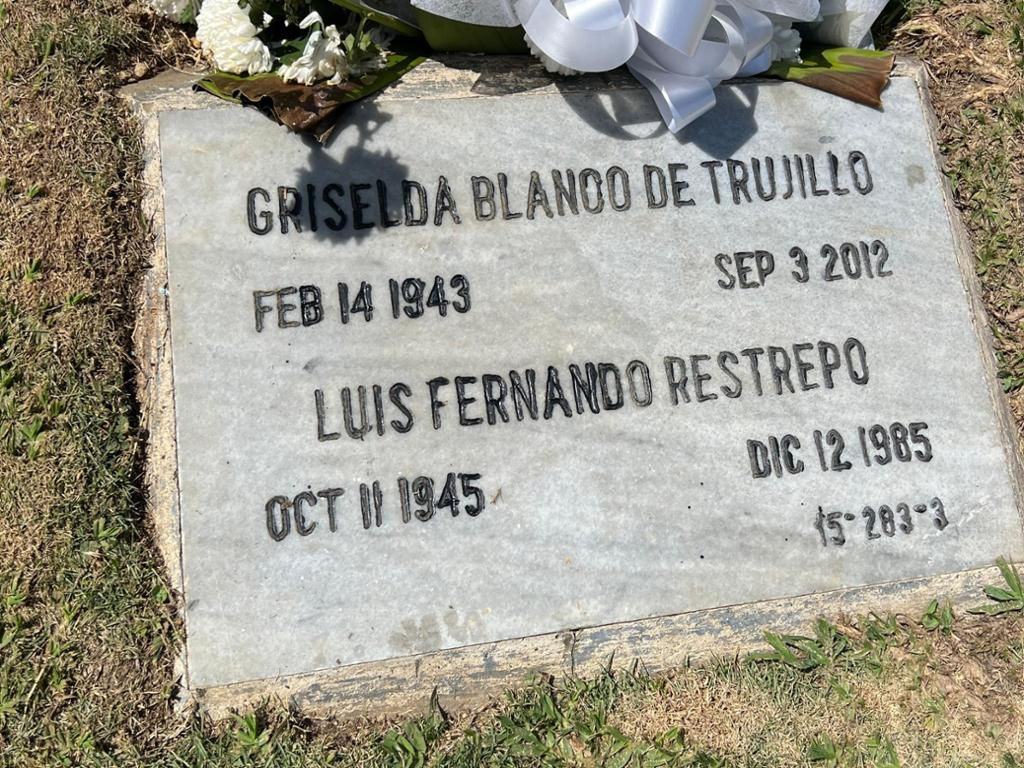 GRISELDA BLANCO DE TRUJILLO
FEB 14 1943 SEP 3 2012
LUIS FERNANDO RESTREPO
OCT 11 1945 DIC 12 1985
15-283-3